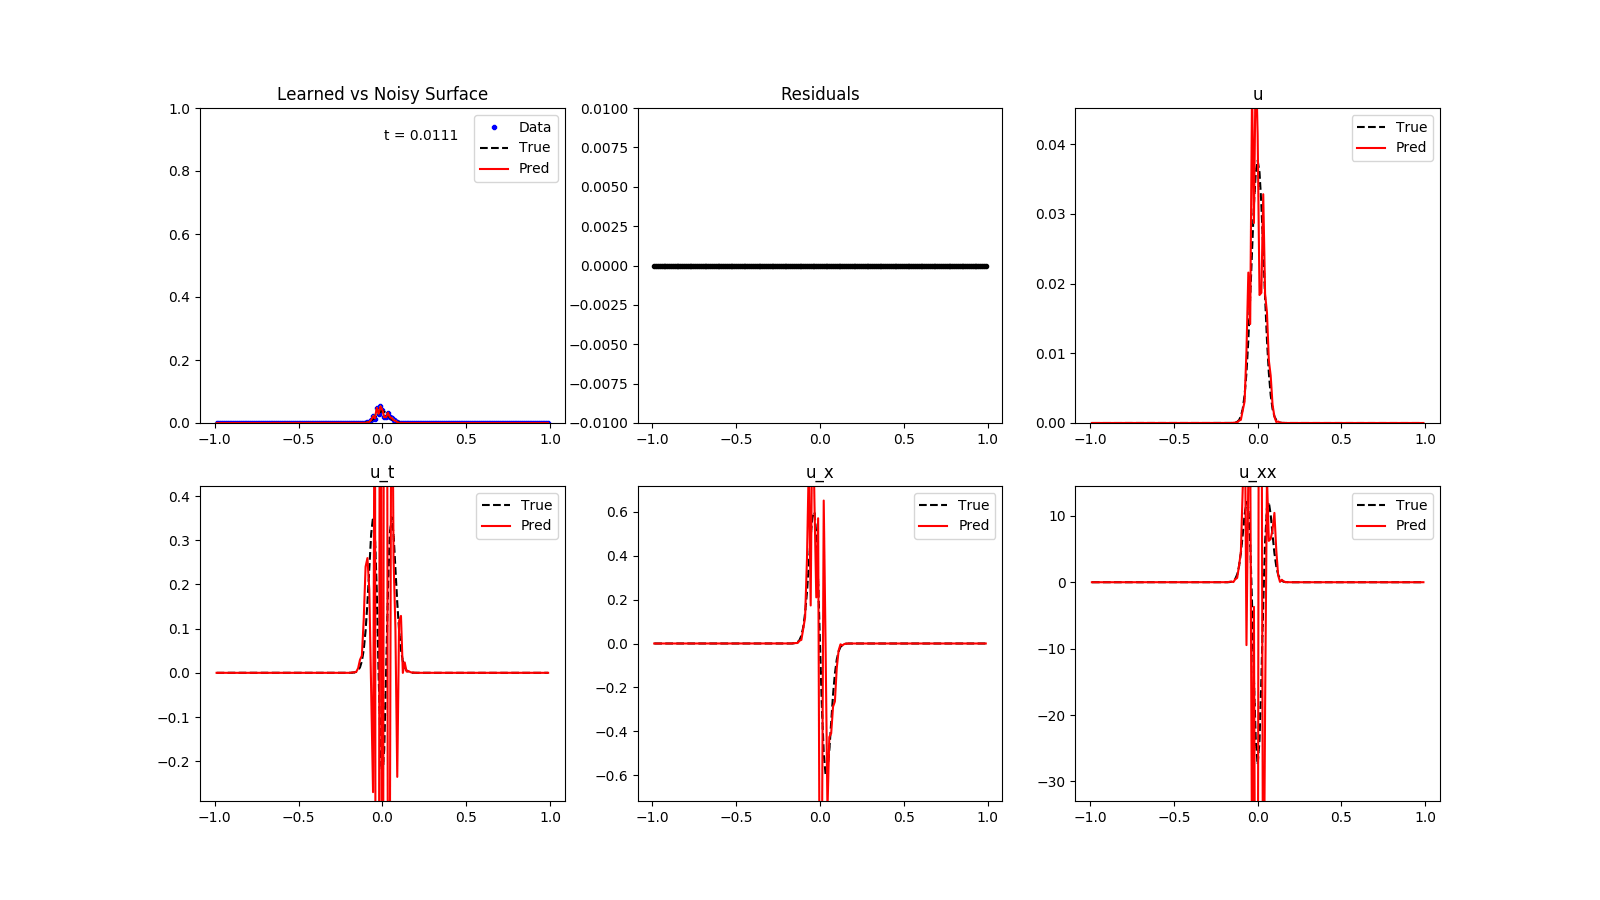 Learned vs Noisy Surface
1.0
0.8
0.6
0.4
0.2
0.0
−1.0 −0.5 0.0 0.5 1.0
t = 0.0111
Data
True
Pred
Residuals
0.0100
0.0075
0.0050
0.0025
0.0000
−0.0025
−0.0050
−0.0075
−0.0100
−1.0 −0.5 0.0 0.5 1.0
u
0.04
0.03
0.02
0.01
0.00
−1.0 −0.5 0.0 0.5 1.0
True
Pred
u_t
0.4
0.3
0.2
0.1
0.0
−0.1
−0.2
−1.0 −0.5 0.0 0.5 1.0
True
Pred
u_x
0.6
0.4
0.2
0.0
−0.2
−0.4
−0.6
−1.0 −0.5 0.0 0.5 1.0
True
Pred
u_xx
10
0
−10
−20
−30
−1.0 −0.5 0.0 0.5 1.0
True
Pred